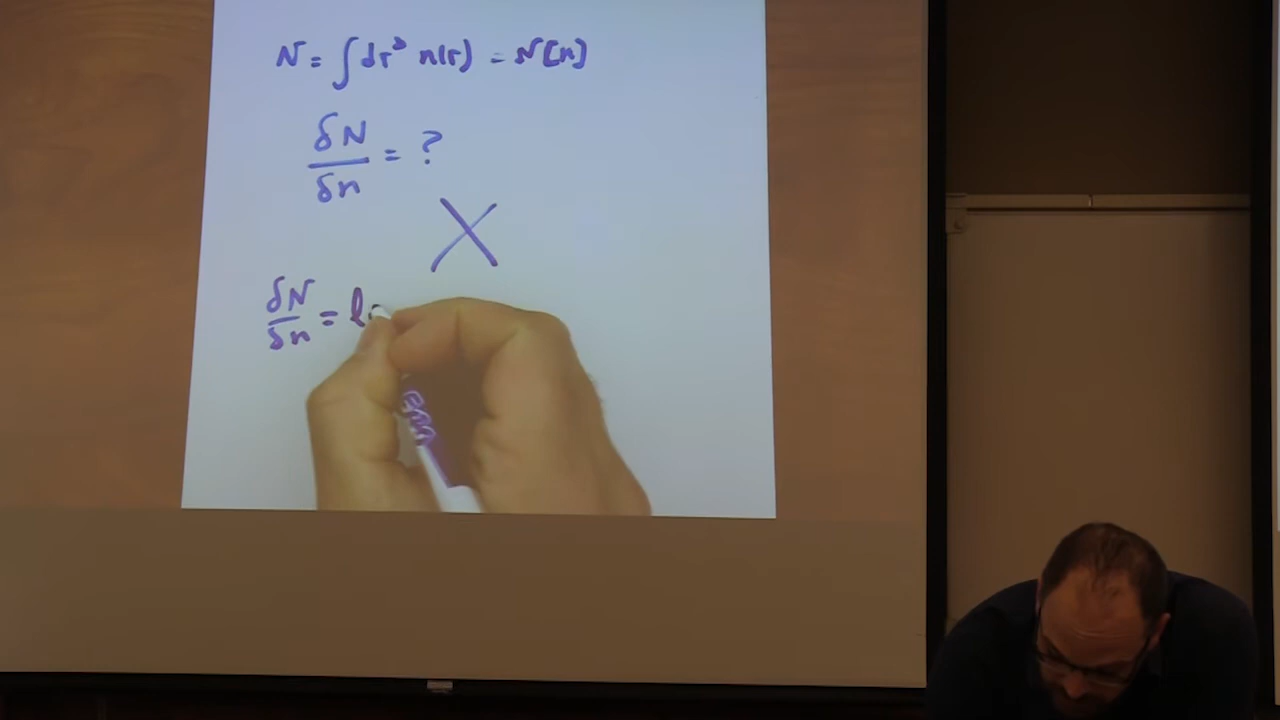 N = ∫ dr³ n(r) = N[n]
δN/δn = ?
X
δN/δn = l